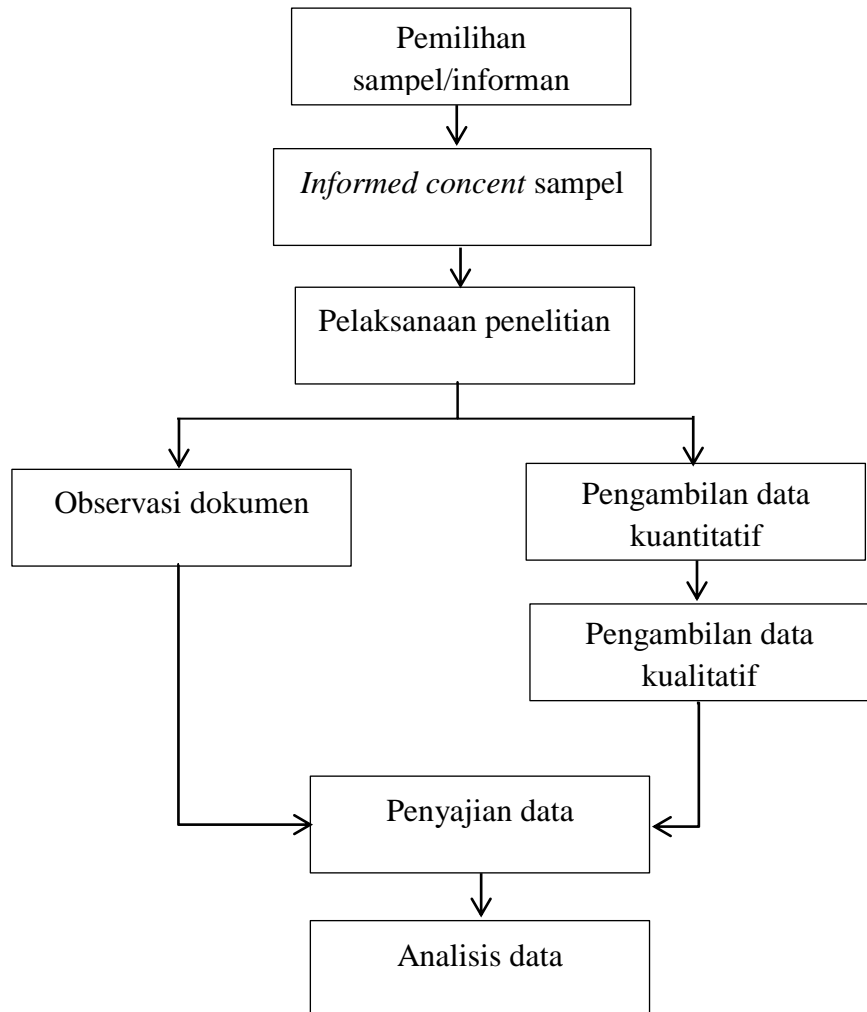 Pemilihan
sampel/informan
Informed concent sampel
Pelaksanaan penelitian
Observasi dokumen
Pengambilan data
kuantitatif
Pengambilan data
kualitatif
Penyajian data
Analisis data